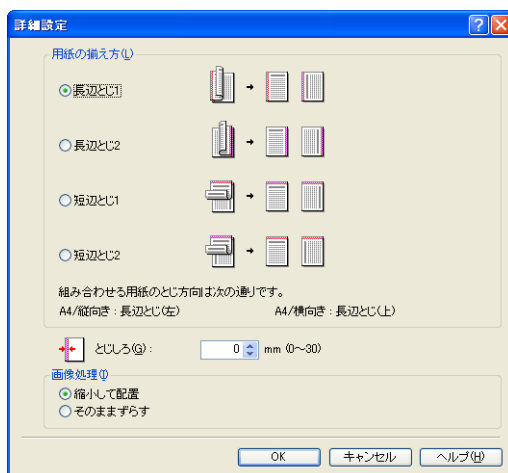 詳細設定
用紙の揃え方(L)
長辺とじ1
長辺とじ2
短辺とじ1
短辺とじ2
組み合わせる用紙のとじ方向は次の通りです。
A4/縦向き:長辺とじ(左) A4/横向き:長辺とじ(上)
とじしろ(G): 0 mm (0~30)
画像処理(I)
縮小して配置
そのままずらす
OK キャンセル ヘルプ(H)